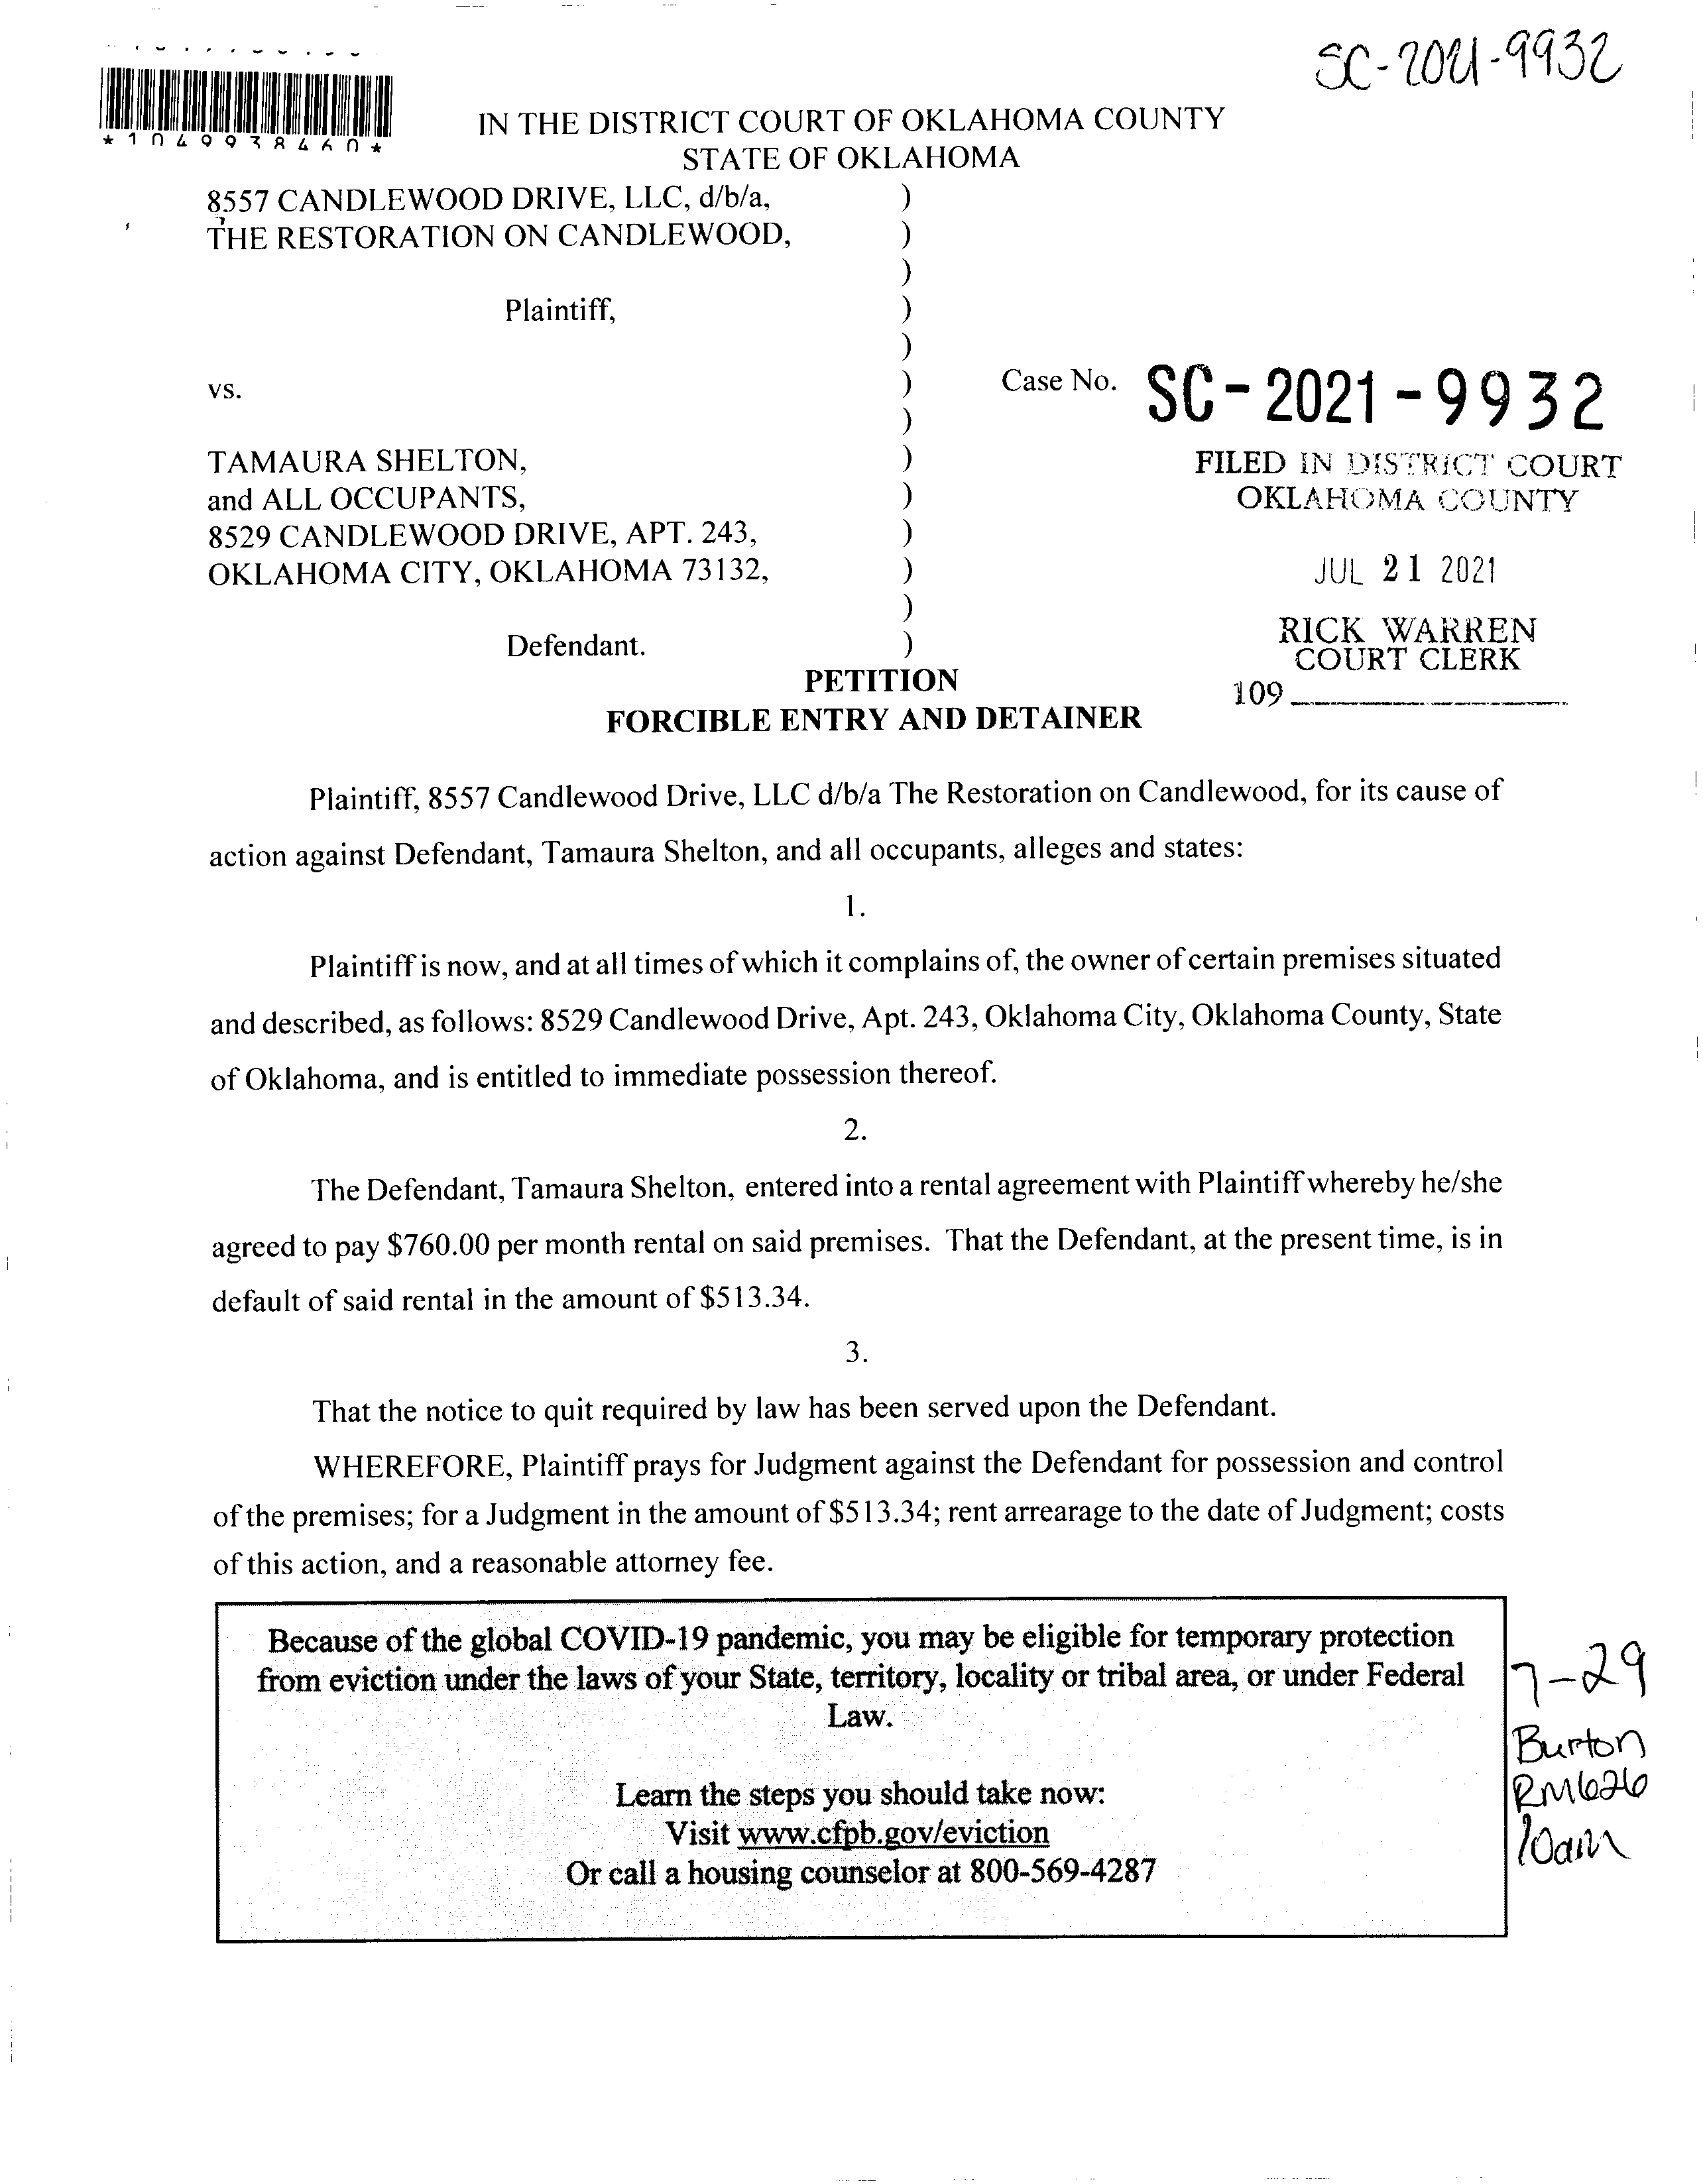 SC-2021-9932
*1049938460*
IN THE DISTRICT COURT OF OKLAHOMA COUNTY
STATE OF OKLAHOMA
8557 CANDLEWOOD DRIVE, LLC, d/b/a, )
THE RESTORATION ON CANDLEWOOD, )
)
Plaintiff, )
)
vs. ) Case No. SC-2021-9932
)
TAMAURA SHELTON, ) FILED IN DISTRICT COURT
and ALL OCCUPANTS, ) OKLAHOMA COUNTY
8529 CANDLEWOOD DRIVE, APT. 243, )
OKLAHOMA CITY, OKLAHOMA 73132, ) JUL 21 2021
)
Defendant. ) RICK WARREN
COURT CLERK
109
PETITION
FORCIBLE ENTRY AND DETAINER
Plaintiff, 8557 Candlewood Drive, LLC d/b/a The Restoration on Candlewood, for its cause of
action against Defendant, Tamaura Shelton, and all occupants, alleges and states:
1.
Plaintiff is now, and at all times of which it complains of, the owner of certain premises situated
and described, as follows: 8529 Candlewood Drive, Apt. 243, Oklahoma City, Oklahoma County, State
of Oklahoma, and is entitled to immediate possession thereof.
2.
The Defendant, Tamaura Shelton, entered into a rental agreement with Plaintiff whereby he/she
agreed to pay $760.00 per month rental on said premises. That the Defendant, at the present time, is in
default of said rental in the amount of $513.34.
3.
That the notice to quit required by law has been served upon the Defendant.
WHEREFORE, Plaintiff prays for Judgment against the Defendant for possession and control
of the premises; for a Judgment in the amount of $513.34; rent arrearage to the date of Judgment; costs
of this action, and a reasonable attorney fee.
Because of the global COVID-19 pandemic, you may be eligible for temporary protection
from eviction under the laws of your State, territory, locality or tribal area, or under Federal
Law.
Learn the steps you should take now:
Visit www.cfpb.gov/eviction
Or call a housing counselor at 800-569-4287
7-29
Burton
RM626
10am